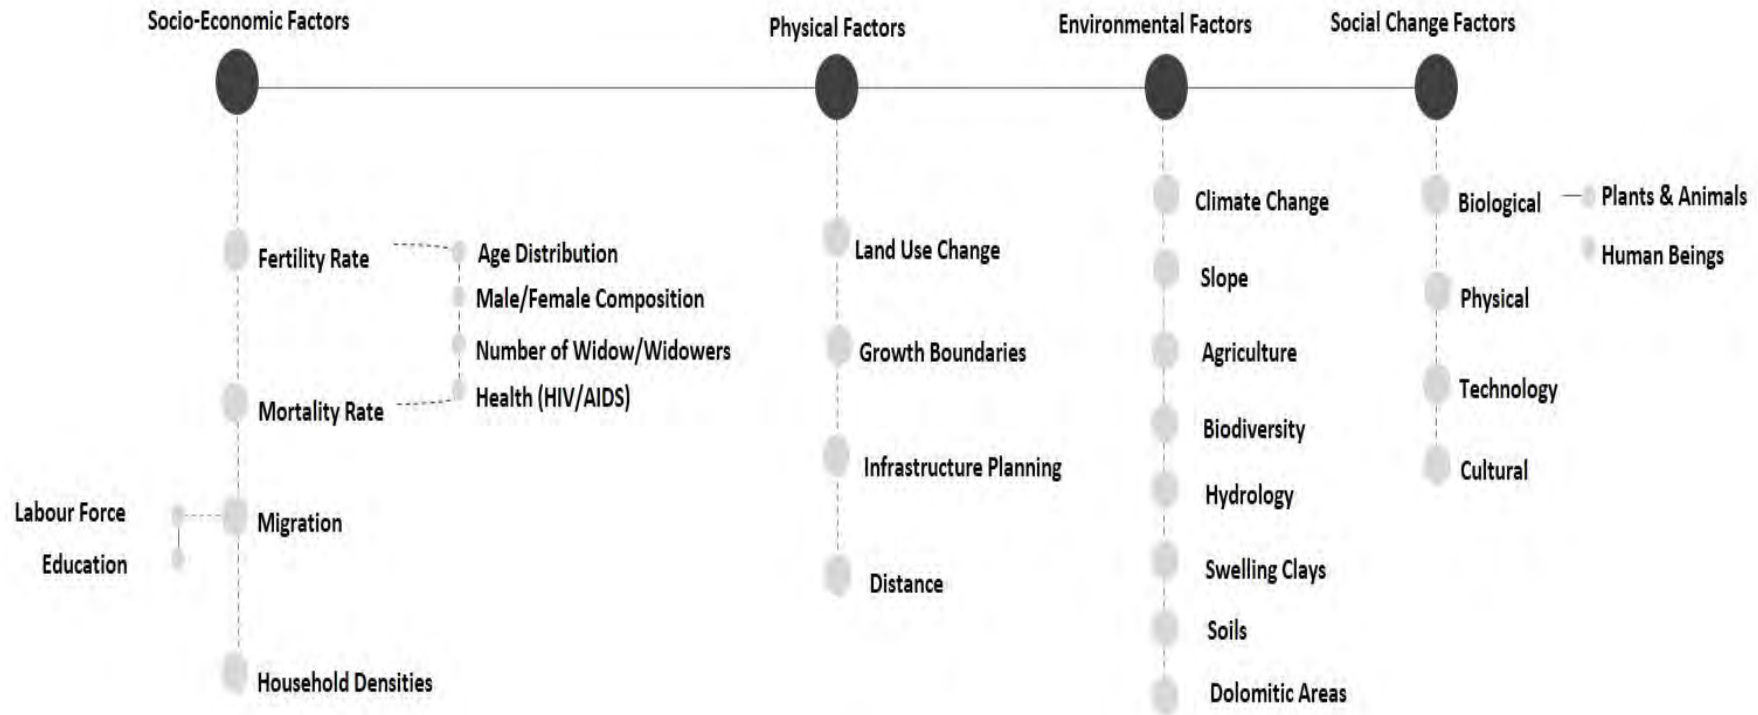 Socio-Economic Factors
Physical Factors
Environmental Factors
Social Change Factors
Fertility Rate
Age Distribution
Male/Female Composition
Number of Widow/Widowers
Health (HIV/AIDS)
Mortality Rate
Labour Force
Education
Migration
Household Densities
Land Use Change
Growth Boundaries
Infrastructure Planning
Distance
Climate Change
Slope
Agriculture
Biodiversity
Hydrology
Swelling Clays
Soils
Dolomitic Areas
Biological
Plants & Animals
Human Beings
Physical
Technology
Cultural